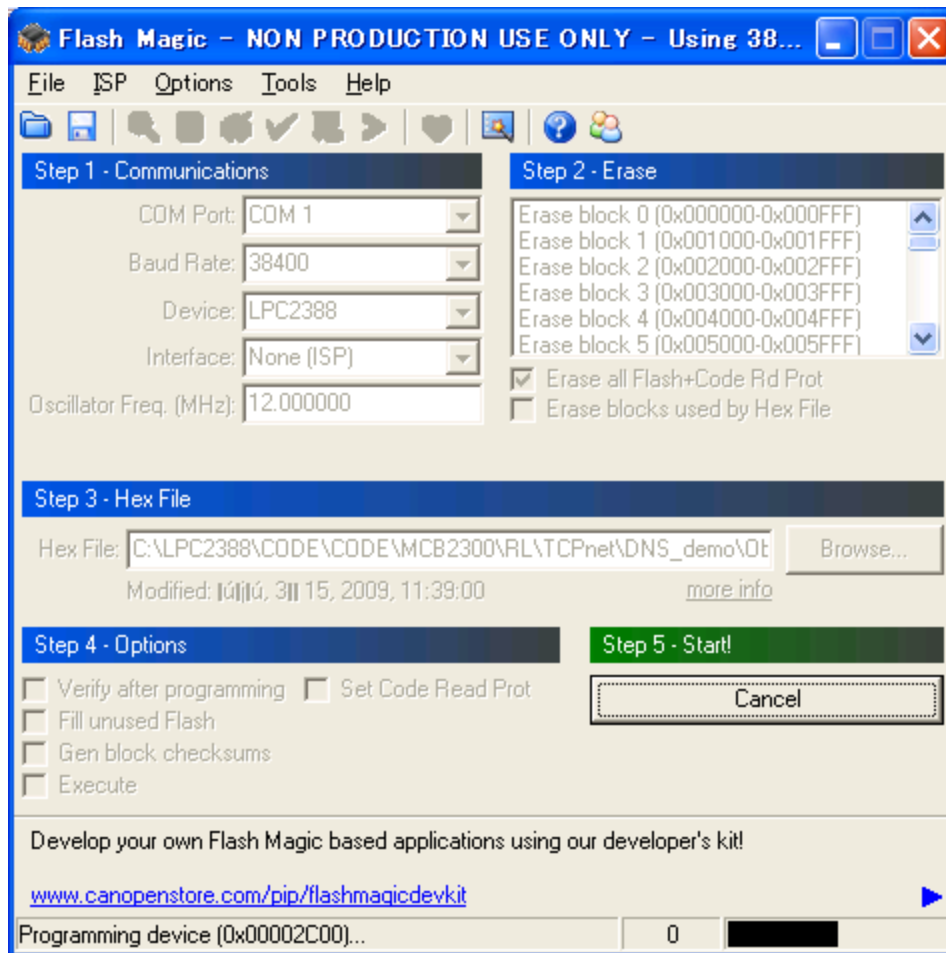 Flash Magic - NON PRODUCTION USE ONLY - Using 38...
File ISP Options Tools Help
Step 1 - Communications
COM Port: COM 1
Baud Rate: 38400
Device: LPC2388
Interface: None (ISP)
Oscillator Freq. (MHz): 12.000000
Step 2 - Erase
Erase block 0 (0x000000-0x000FFF)
Erase block 1 (0x001000-0x001FFF)
Erase block 2 (0x002000-0x002FFF)
Erase block 3 (0x003000-0x003FFF)
Erase block 4 (0x004000-0x004FFF)
Erase block 5 (0x005000-0x005FFF)
Erase all Flash+Code Rd Prot
Erase blocks used by Hex File
Step 3 - Hex File
Hex File: C:\LPC2388\CODE\CODE\MCB2300\RL\TCPnet\DNS_demo\Ob Browse...
Modified: 15, 2009, 11:39:00 more info
Step 4 - Options
Verify after programming Set Code Read Prot
Fill unused Flash
Gen block checksums
Execute
Step 5 - Start!
Cancel
Develop your own Flash Magic based applications using our developer's kit!
www.canopenstore.com/pip/flashmagicdevkit
Programming device (0x00002C00)... 0